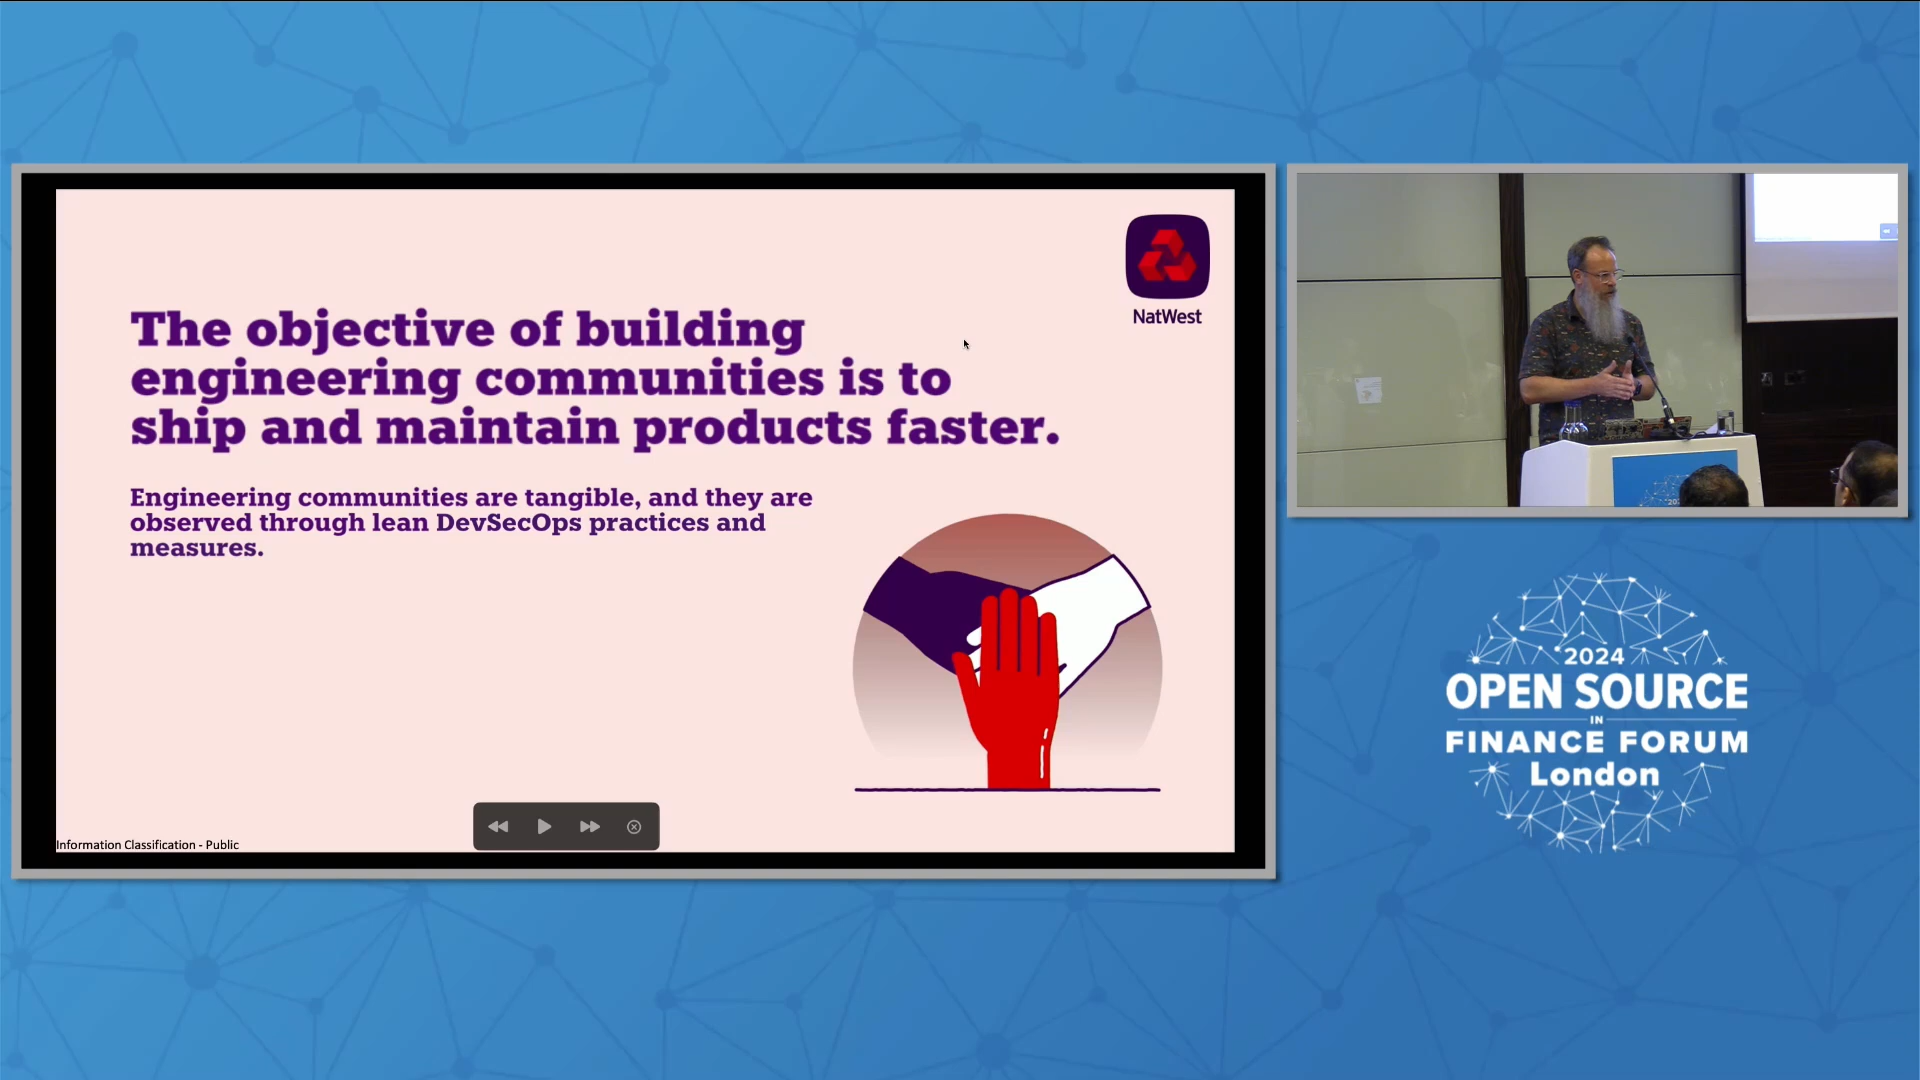 The objective of building
engineering communities is to
ship and maintain products faster.
Engineering communities are tangible, and they are
observed through lean DevSecOps practices and
measures.
NatWest
Information Classification - Public
2024
OPEN SOURCE
IN
FINANCE FORUM
London